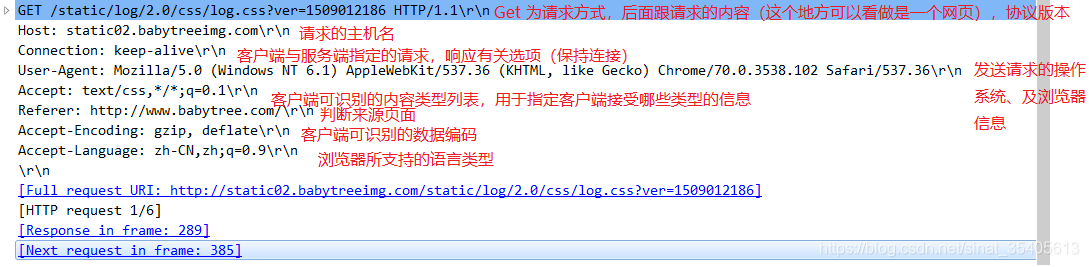 GET /static/log/2.0/css/log.css?ver=1509012186 HTTP/1.1\r\n Get 为请求方式，后面跟请求的内容（这个地方可以看做是一个网页），协议版本
Host: static02.babytreeimg.com\r\n 请求的主机名
Connection: keep-alive\r\n 客户端与服务端指定的请求，响应有关选项（保持连接）
User-Agent: Mozilla/5.0 (Windows NT 6.1) AppleWebKit/537.36 (KHTML, like Gecko) Chrome/70.0.3538.102 Safari/537.36\r\n 发送请求的操作
系统、及浏览器
信息
Accept: text/css,*/*;q=0.1\r\n 客户端可识别的内容类型列表，用于指定客户端接受哪些类型的信息
Referer: http://www.babytree.com/\r\n 判断来源页面
Accept-Encoding: gzip, deflate\r\n 客户端可识别的数据编码
Accept-Language: zh-CN,zh;q=0.9\r\n 浏览器所支持的语言类型
\r\n
[Full request URI: http://static02.babytreeimg.com/static/log/2.0/css/log.css?ver=1509012186]
[HTTP request 1/6]
[Response in frame: 289]
[Next request in frame: 385]
https://blog.csdn.net/sinat_35405613